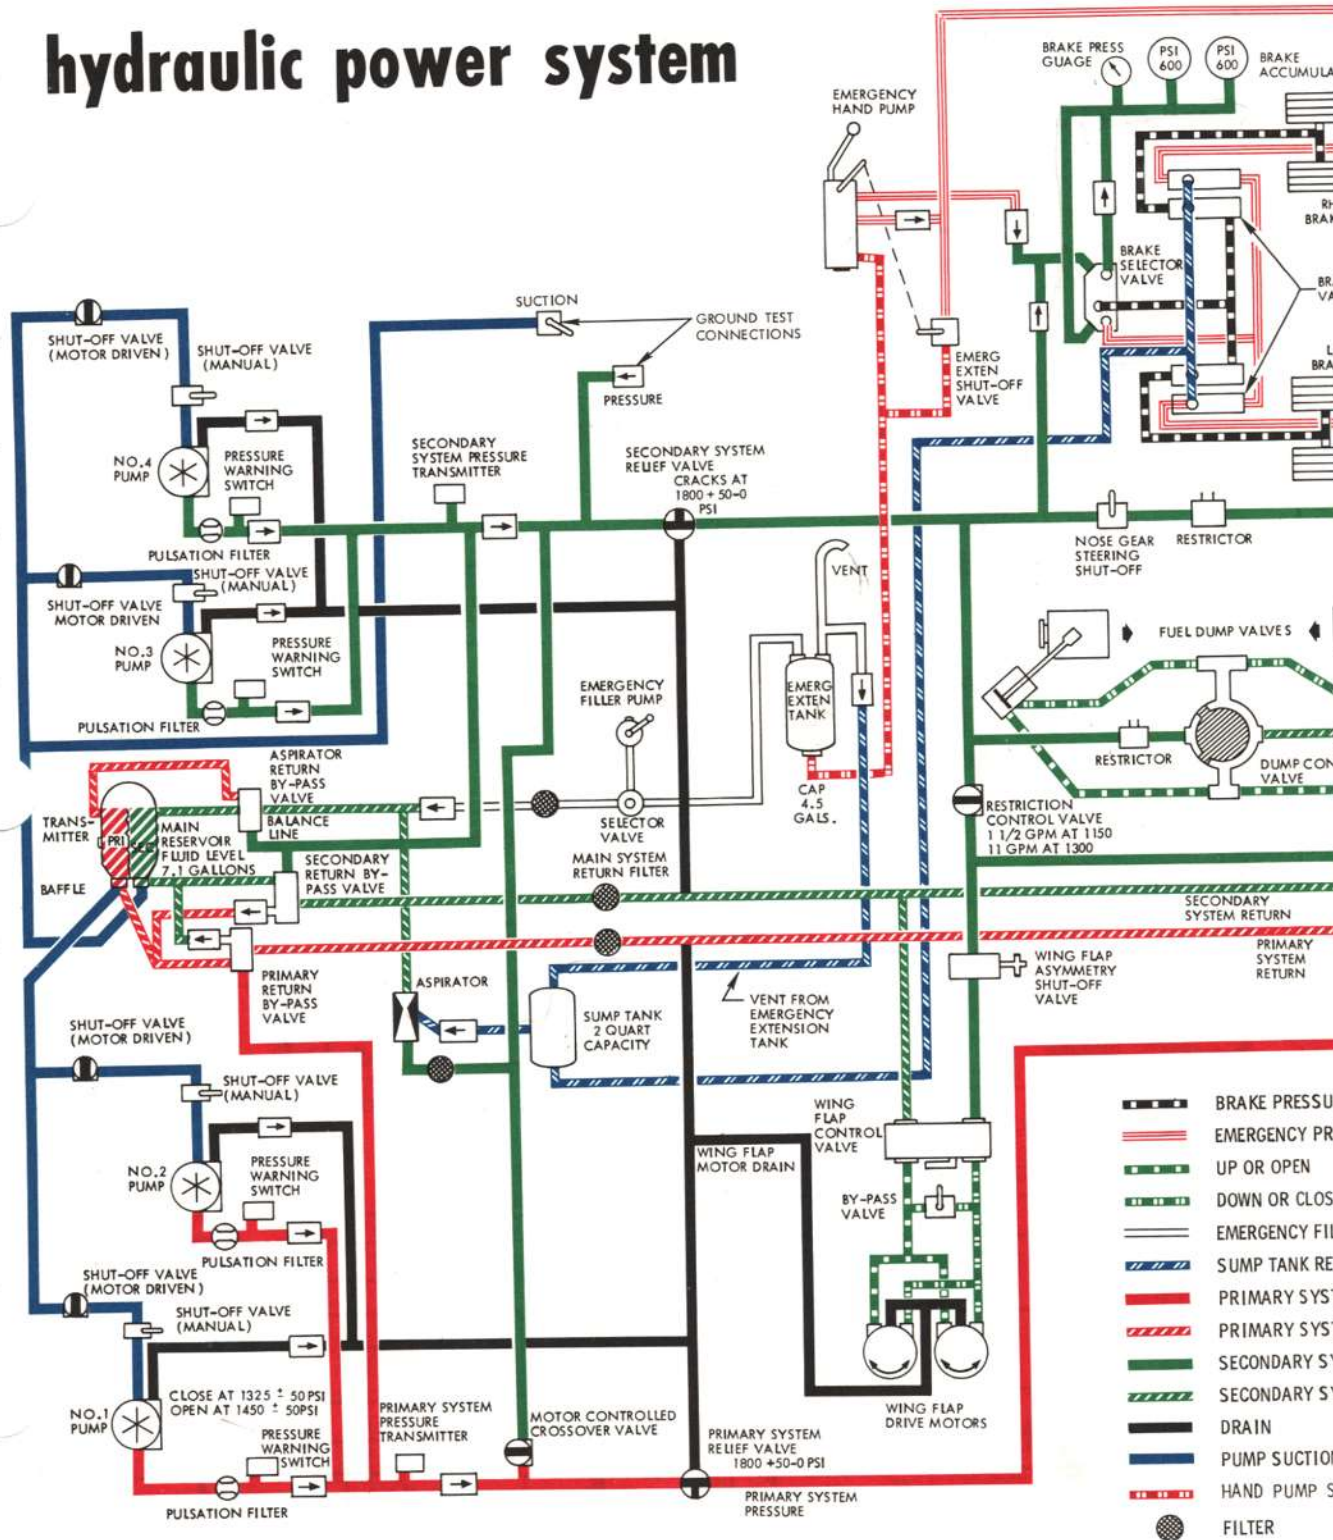 hydraulic power system
BRAKE PRESS
GUAGE
PSI
600
PSI
600
BRAKE
ACCUMULA
EMERGENCY
HAND PUMP
BRAKE
SELECTOR
VALVE
RH
BRAK
BRA
VA
L
BRA
SUCTION
GROUND TEST
CONNECTIONS
PRESSURE
EMERG
EXTEN
SHUT-OFF
VALVE
SHUT-OFF VALVE
(MOTOR DRIVEN)
SHUT-OFF VALVE
(MANUAL)
NO.4
PUMP
PRESSURE
WARNING
SWITCH
PULSATION FILTER
SECONDARY
SYSTEM PRESSURE
TRANSMITTER
SECONDARY SYSTEM
RELIEF VALVE
CRACKS AT
1800 + 50-0
PSI
NOSE GEAR
STEERING
SHUT-OFF
RESTRICTOR
VENT
SHUT-OFF VALVE
(MANUAL)
SHUT-OFF VALVE
MOTOR DRIVEN
NO.3
PUMP
PRESSURE
WARNING
SWITCH
PULSATION FILTER
EMERGENCY
FILLER PUMP
EMERG
EXTEN
TANK
CAP
4.5
GALS.
FUEL DUMP VALVES
RESTRICTOR
DUMP CON
VALVE
ASPIRATOR
RETURN
BY-PASS
VALVE
BALANCE
LINE
TRANS-
MITTER
PRI
SEC
MAIN
RESERVOIR
FLUID LEVEL
7.1 GALLONS
BAFFLE
SECONDARY
RETURN BY-
PASS VALVE
SELECTOR
VALVE
MAIN SYSTEM
RETURN FILTER
RESTRICTION
CONTROL VALVE
1 1/2 GPM AT 1150
11 GPM AT 1300
SECONDARY
SYSTEM RETURN
PRIMARY
SYSTEM
RETURN
PRIMARY
RETURN
BY-PASS
VALVE
ASPIRATOR
SUMP TANK
2 QUART
CAPACITY
VENT FROM
EMERGENCY
EXTENSION
TANK
WING FLAP
ASYMMETRY
SHUT-OFF
VALVE
SHUT-OFF VALVE
(MOTOR DRIVEN)
SHUT-OFF VALVE
(MANUAL)
NO.2
PUMP
PRESSURE
WARNING
SWITCH
PULSATION FILTER
WING
FLAP
CONTROL
VALVE
WING FLAP
MOTOR DRAIN
BY-PASS
VALVE
WING FLAP
DRIVE MOTORS
SHUT-OFF VALVE
(MOTOR DRIVEN)
SHUT-OFF VALVE
(MANUAL)
CLOSE AT 1325 ± 50 PSI
OPEN AT 1450 ± 50PSI
NO.1
PUMP
PRESSURE
WARNING
SWITCH
PULSATION FILTER
PRIMARY SYSTEM
PRESSURE
TRANSMITTER
MOTOR CONTROLLED
CROSSOVER VALVE
PRIMARY SYSTEM
RELIEF VALVE
1800 +50-0 PSI
PRIMARY SYSTEM
PRESSURE
BRAKE PRESSU
EMERGENCY PR
UP OR OPEN
DOWN OR CLOS
EMERGENCY FIL
SUMP TANK RE
PRIMARY SYST
PRIMARY SYST
SECONDARY SY
SECONDARY SY
DRAIN
PUMP SUCTION
HAND PUMP S
FILTER